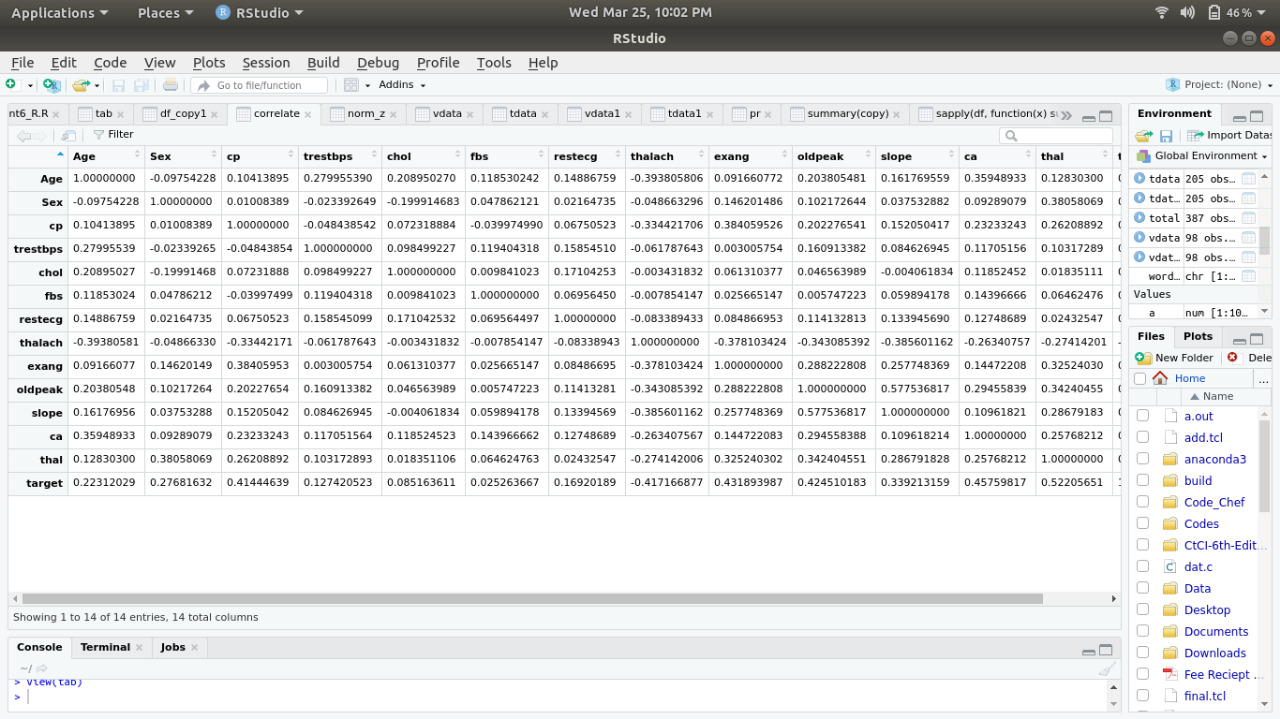 Applications Places RStudio Wed Mar 25, 10:02 PM 46%
RStudio
File Edit Code View Plots Session Build Debug Profile Tools Help
Go to file/function Addins Project: (None)
nt6_R.R tab df_copy1 correlate norm_z vdata tdata vdata1 tdata1 pr summary(copy) sapply(df, function(x) su
Filter
Age Sex cp trestbps chol fbs restecg thalach exang oldpeak slope ca thal t
Age 1.00000000 -0.09754228 0.10413895 0.279955390 0.208950270 0.118530242 0.14886759 -0.393805806 0.091660772 0.203805481 0.161769559 0.35948933 0.12830300 0
Sex -0.09754228 1.00000000 0.01008389 -0.023392649 -0.199914683 0.047862121 0.02164735 -0.048663296 0.146201486 0.102172644 0.037532882 0.09289079 0.38058069 0
cp 0.10413895 0.01008389 1.00000000 -0.048438542 0.072318884 -0.039974990 0.06750523 -0.334421706 0.384059526 0.202276541 0.152050417 0.23233243 0.26208892 0
trestbps 0.27995539 -0.02339265 -0.04843854 1.000000000 0.098499227 0.119404318 0.15854510 -0.061787643 0.003005754 0.160913382 0.084626945 0.11705156 0.10317289 0
chol 0.20895027 -0.19991468 0.07231888 0.098499227 1.000000000 0.009841023 0.17104253 -0.003431832 0.061310377 0.046563989 -0.004061834 0.11852452 0.01835111 0
fbs 0.11853024 0.04786212 -0.03997499 0.119404318 0.009841023 1.000000000 0.06956450 -0.007854147 0.025665147 0.005747223 0.059894178 0.14396666 0.06462476 0
restecg 0.14886759 0.02164735 0.06750523 0.158545099 0.171042532 0.069564497 1.00000000 -0.083389433 0.084866953 0.114132813 0.133945690 0.12748689 0.02432547 0
thalach -0.39380581 -0.04866330 -0.33442171 -0.061787643 -0.003431832 -0.007854147 -0.08338943 1.000000000 -0.378103424 -0.343085392 -0.385601162 -0.26340757 -0.27414201 -
exang 0.09166077 0.14620149 0.38405953 0.003005754 0.061310377 0.025665147 0.08486695 -0.378103424 1.000000000 0.288222808 0.257748369 0.14472208 0.32524030 0
oldpeak 0.20380548 0.10217264 0.20227654 0.160913382 0.046563989 0.005747223 0.11413281 -0.343085392 0.288222808 1.000000000 0.577536817 0.29455839 0.34240455 0
slope 0.16176956 0.03753288 0.15205042 0.084626945 -0.004061834 0.059894178 0.13394569 -0.385601162 0.257748369 0.577536817 1.000000000 0.10961821 0.28679183 0
ca 0.35948933 0.09289079 0.23233243 0.117051564 0.118524523 0.143966662 0.12748689 -0.263407567 0.144722083 0.294558388 0.109618214 1.00000000 0.25768212 0
thal 0.12830300 0.38058069 0.26208892 0.103172893 0.018351106 0.064624763 0.02432547 -0.274142006 0.325240302 0.342404551 0.286791828 0.25768212 1.00000000 0
target 0.22312029 0.27681632 0.41444639 0.127420523 0.085163611 0.025263667 0.16920189 -0.417166877 0.431893987 0.424510183 0.339213159 0.45759817 0.52205651 1
Showing 1 to 14 of 14 entries, 14 total columns
Console Terminal Jobs
~/
> View(tab)
>
Environment
Import Datas
Global Environment
tdata 205 obs…
tdat… 205 obs…
total 387 obs…
vdata 98 obs.…
vdat… 98 obs.…
word… chr [1:…
Values
a num [1:10…
Files Plots
New Folder Dele
Home ...
Name
a.out
add.tcl
anaconda3
build
Code_Chef
Codes
CtCI-6th-Edit…
dat.c
Data
Desktop
Documents
Downloads
Fee Reciept …
final.tcl